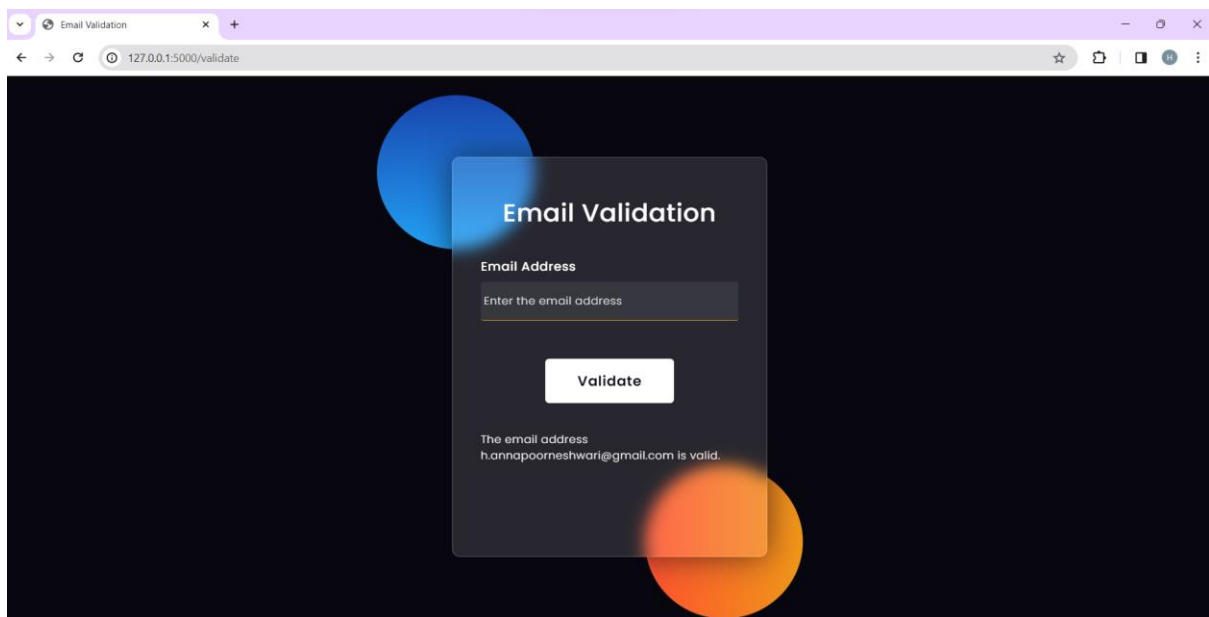 Email Validation
127.0.0.1:5000/validate
H
Email Validation
Email Address
Enter the email address
Validate
The email address
h.annapoorneshwari@gmail.com is valid.